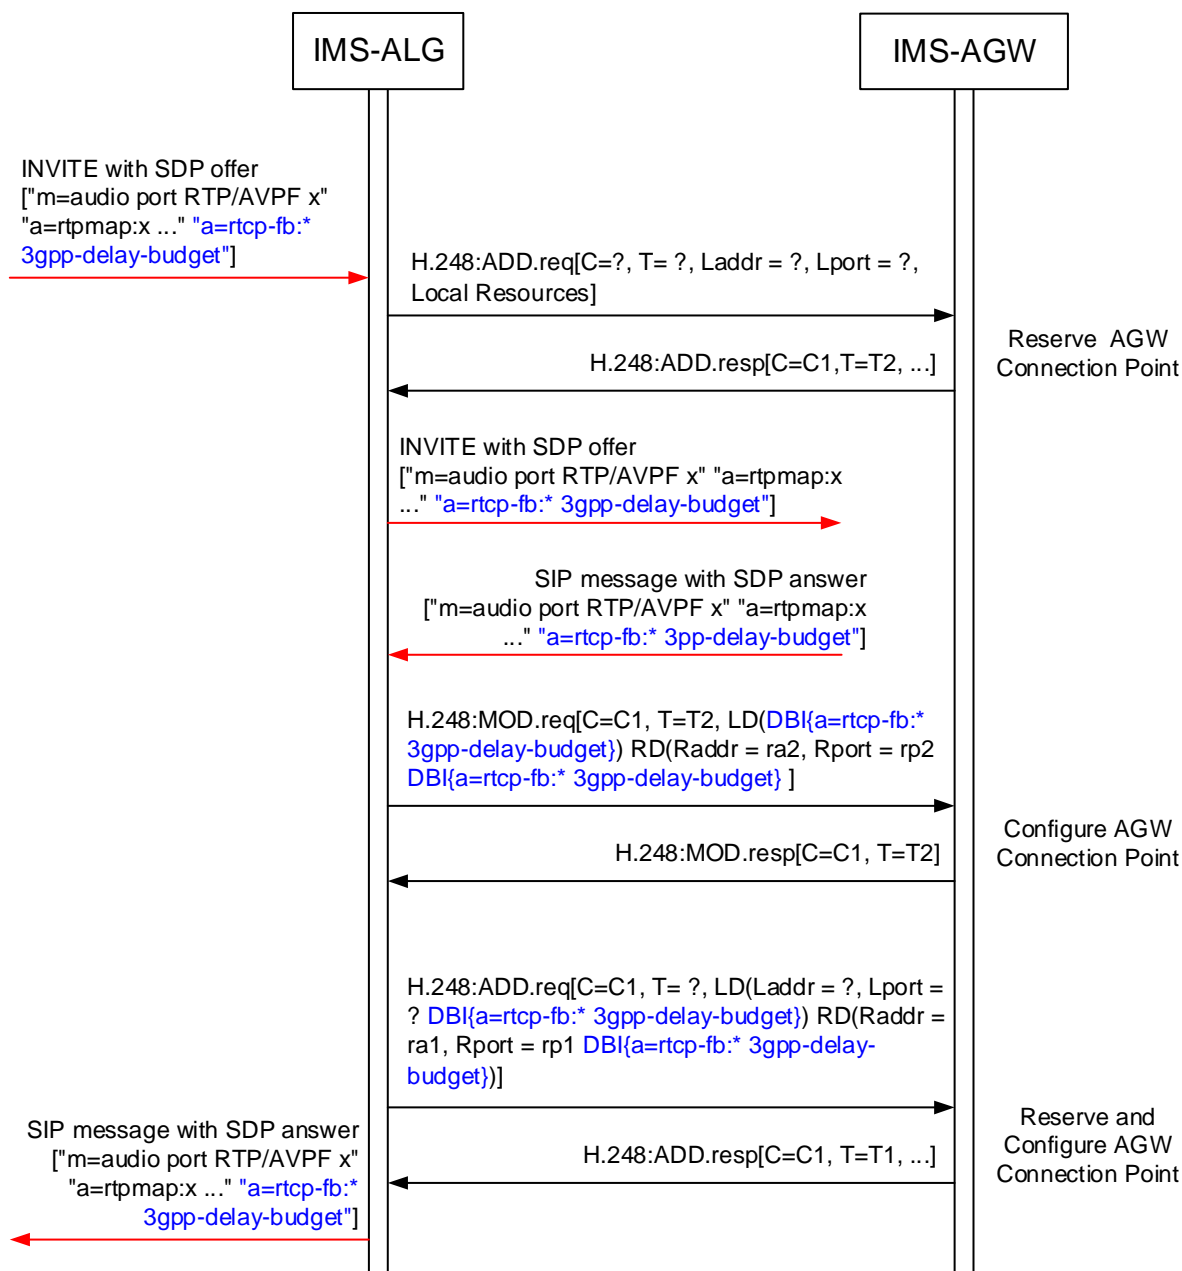 IMS-ALG
IMS-AGW
INVITE with SDP offer
["m=audio port RTP/AVPF x"
"a=rtpmap:x ..." "a=rtcp-fb:*
3gpp-delay-budget"]
H.248:ADD.req[C=?, T= ?, Laddr = ?, Lport = ?,
Local Resources]
Reserve AGW
Connection Point
H.248:ADD.resp[C=C1,T=T2, ...]
INVITE with SDP offer
["m=audio port RTP/AVPF x" "a=rtpmap:x
..." "a=rtcp-fb:* 3gpp-delay-budget"]
SIP message with SDP answer
["m=audio port RTP/AVPF x" "a=rtpmap:x
..." "a=rtcp-fb:* 3pp-delay-budget"]
H.248:MOD.req[C=C1, T=T2, LD(DBI{a=rtcp-fb:*
3gpp-delay-budget}) RD(Raddr = ra2, Rport = rp2
DBI{a=rtcp-fb:* 3gpp-delay-budget} ]
Configure AGW
Connection Point
H.248:MOD.resp[C=C1, T=T2]
H.248:ADD.req[C=C1, T= ?, LD(Laddr = ?, Lport =
? DBI{a=rtcp-fb:* 3gpp-delay-budget}) RD(Raddr =
ra1, Rport = rp1 DBI{a=rtcp-fb:* 3gpp-delay-
budget})]
Reserve and
Configure AGW
Connection Point
H.248:ADD.resp[C=C1, T=T1, ...]
SIP message with SDP answer
["m=audio port RTP/AVPF x"
"a=rtpmap:x ..." "a=rtcp-fb:*
3gpp-delay-budget"]